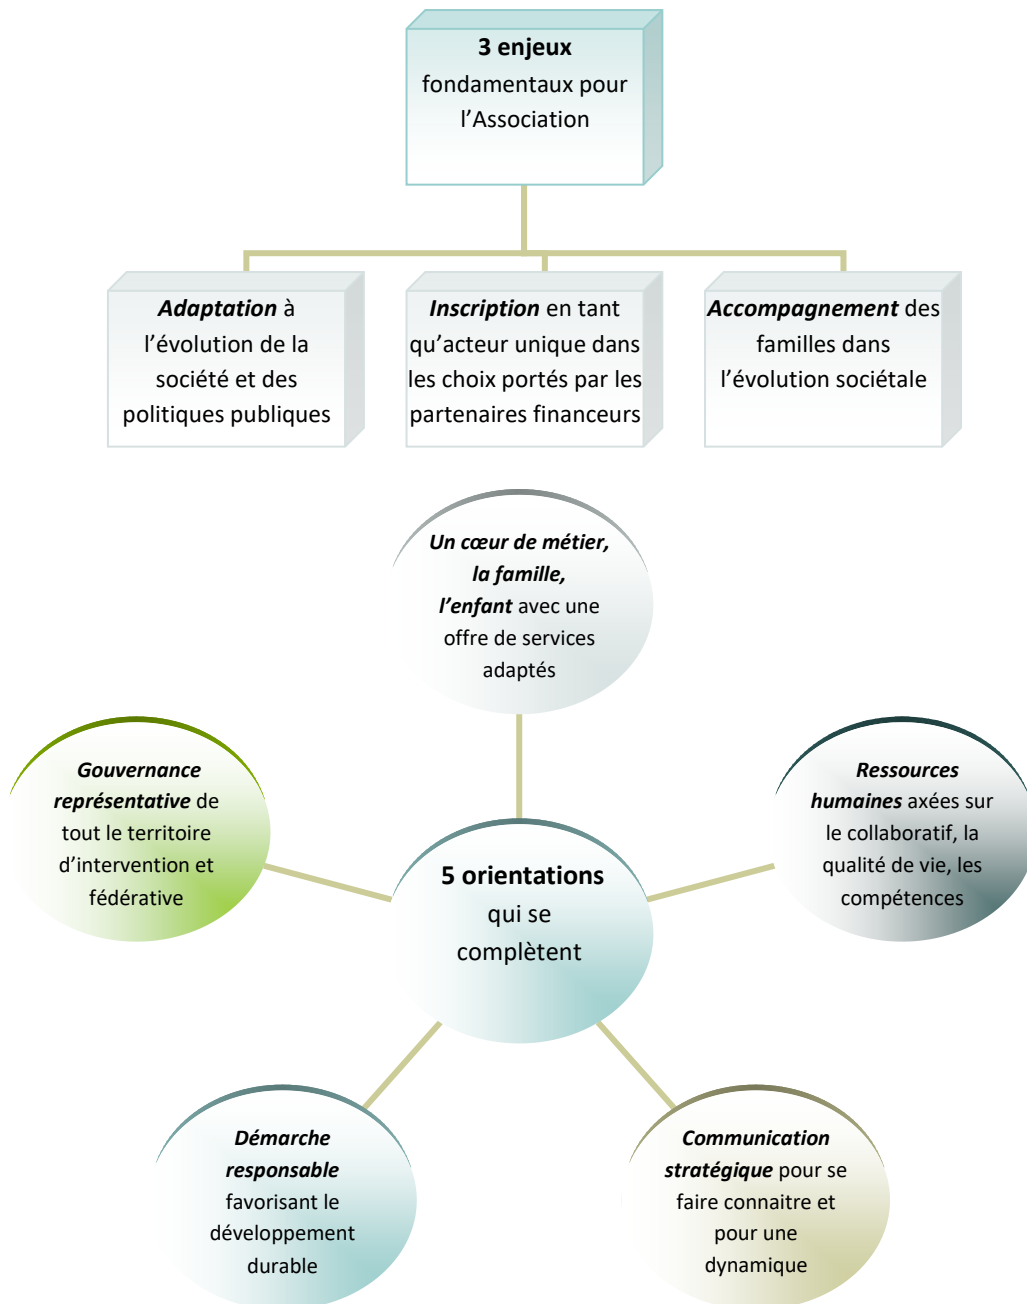 3 enjeux
fondamentaux pour
l’Association
Adaptation à
l’évolution de la
société et des
politiques publiques
Inscription en tant
qu’acteur unique dans
les choix portés par les
partenaires financeurs
Accompagnement des
familles dans
l’évolution sociétale
Un cœur de métier,
la famille,
l’enfant avec une
offre de services
adaptés
Gouvernance
représentative de
tout le territoire
d’intervention et
fédérative
Ressources
humaines axées sur
le collaboratif, la
qualité de vie, les
compétences
5 orientations
qui se
complètent
Démarche
responsable
favorisant le
développement
durable
Communication
stratégique pour se
faire connaitre et
pour une
dynamique